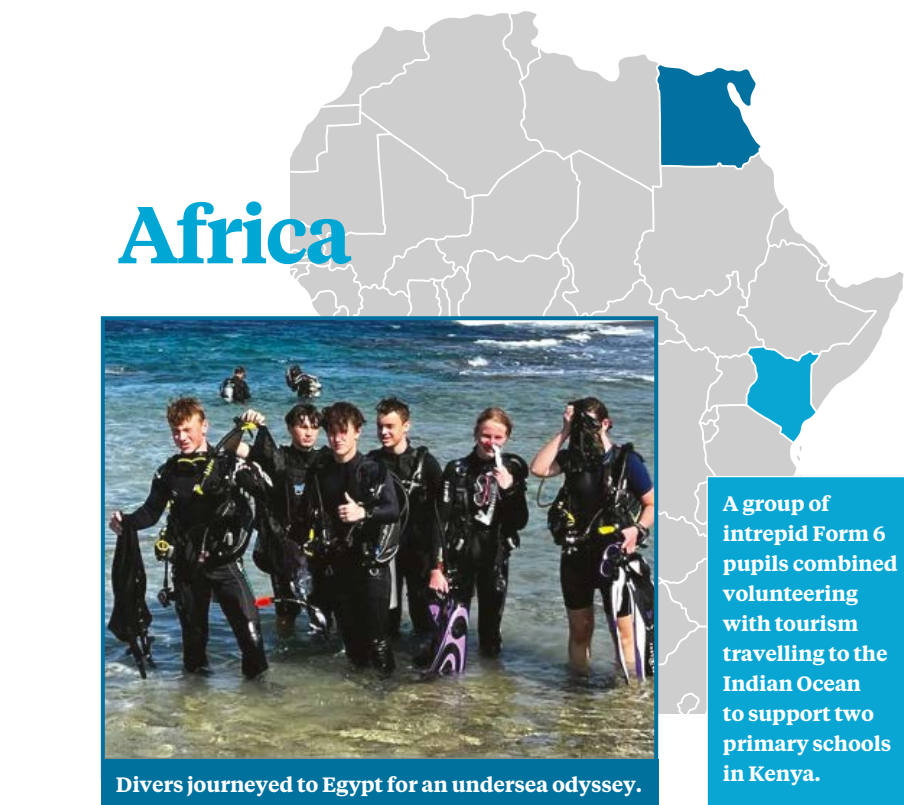 Africa
Divers journeyed to Egypt for an undersea odyssey.
A group of
intrepid Form 6
pupils combined
volunteering
with tourism
travelling to the
Indian Ocean
to support two
primary schools
in Kenya.